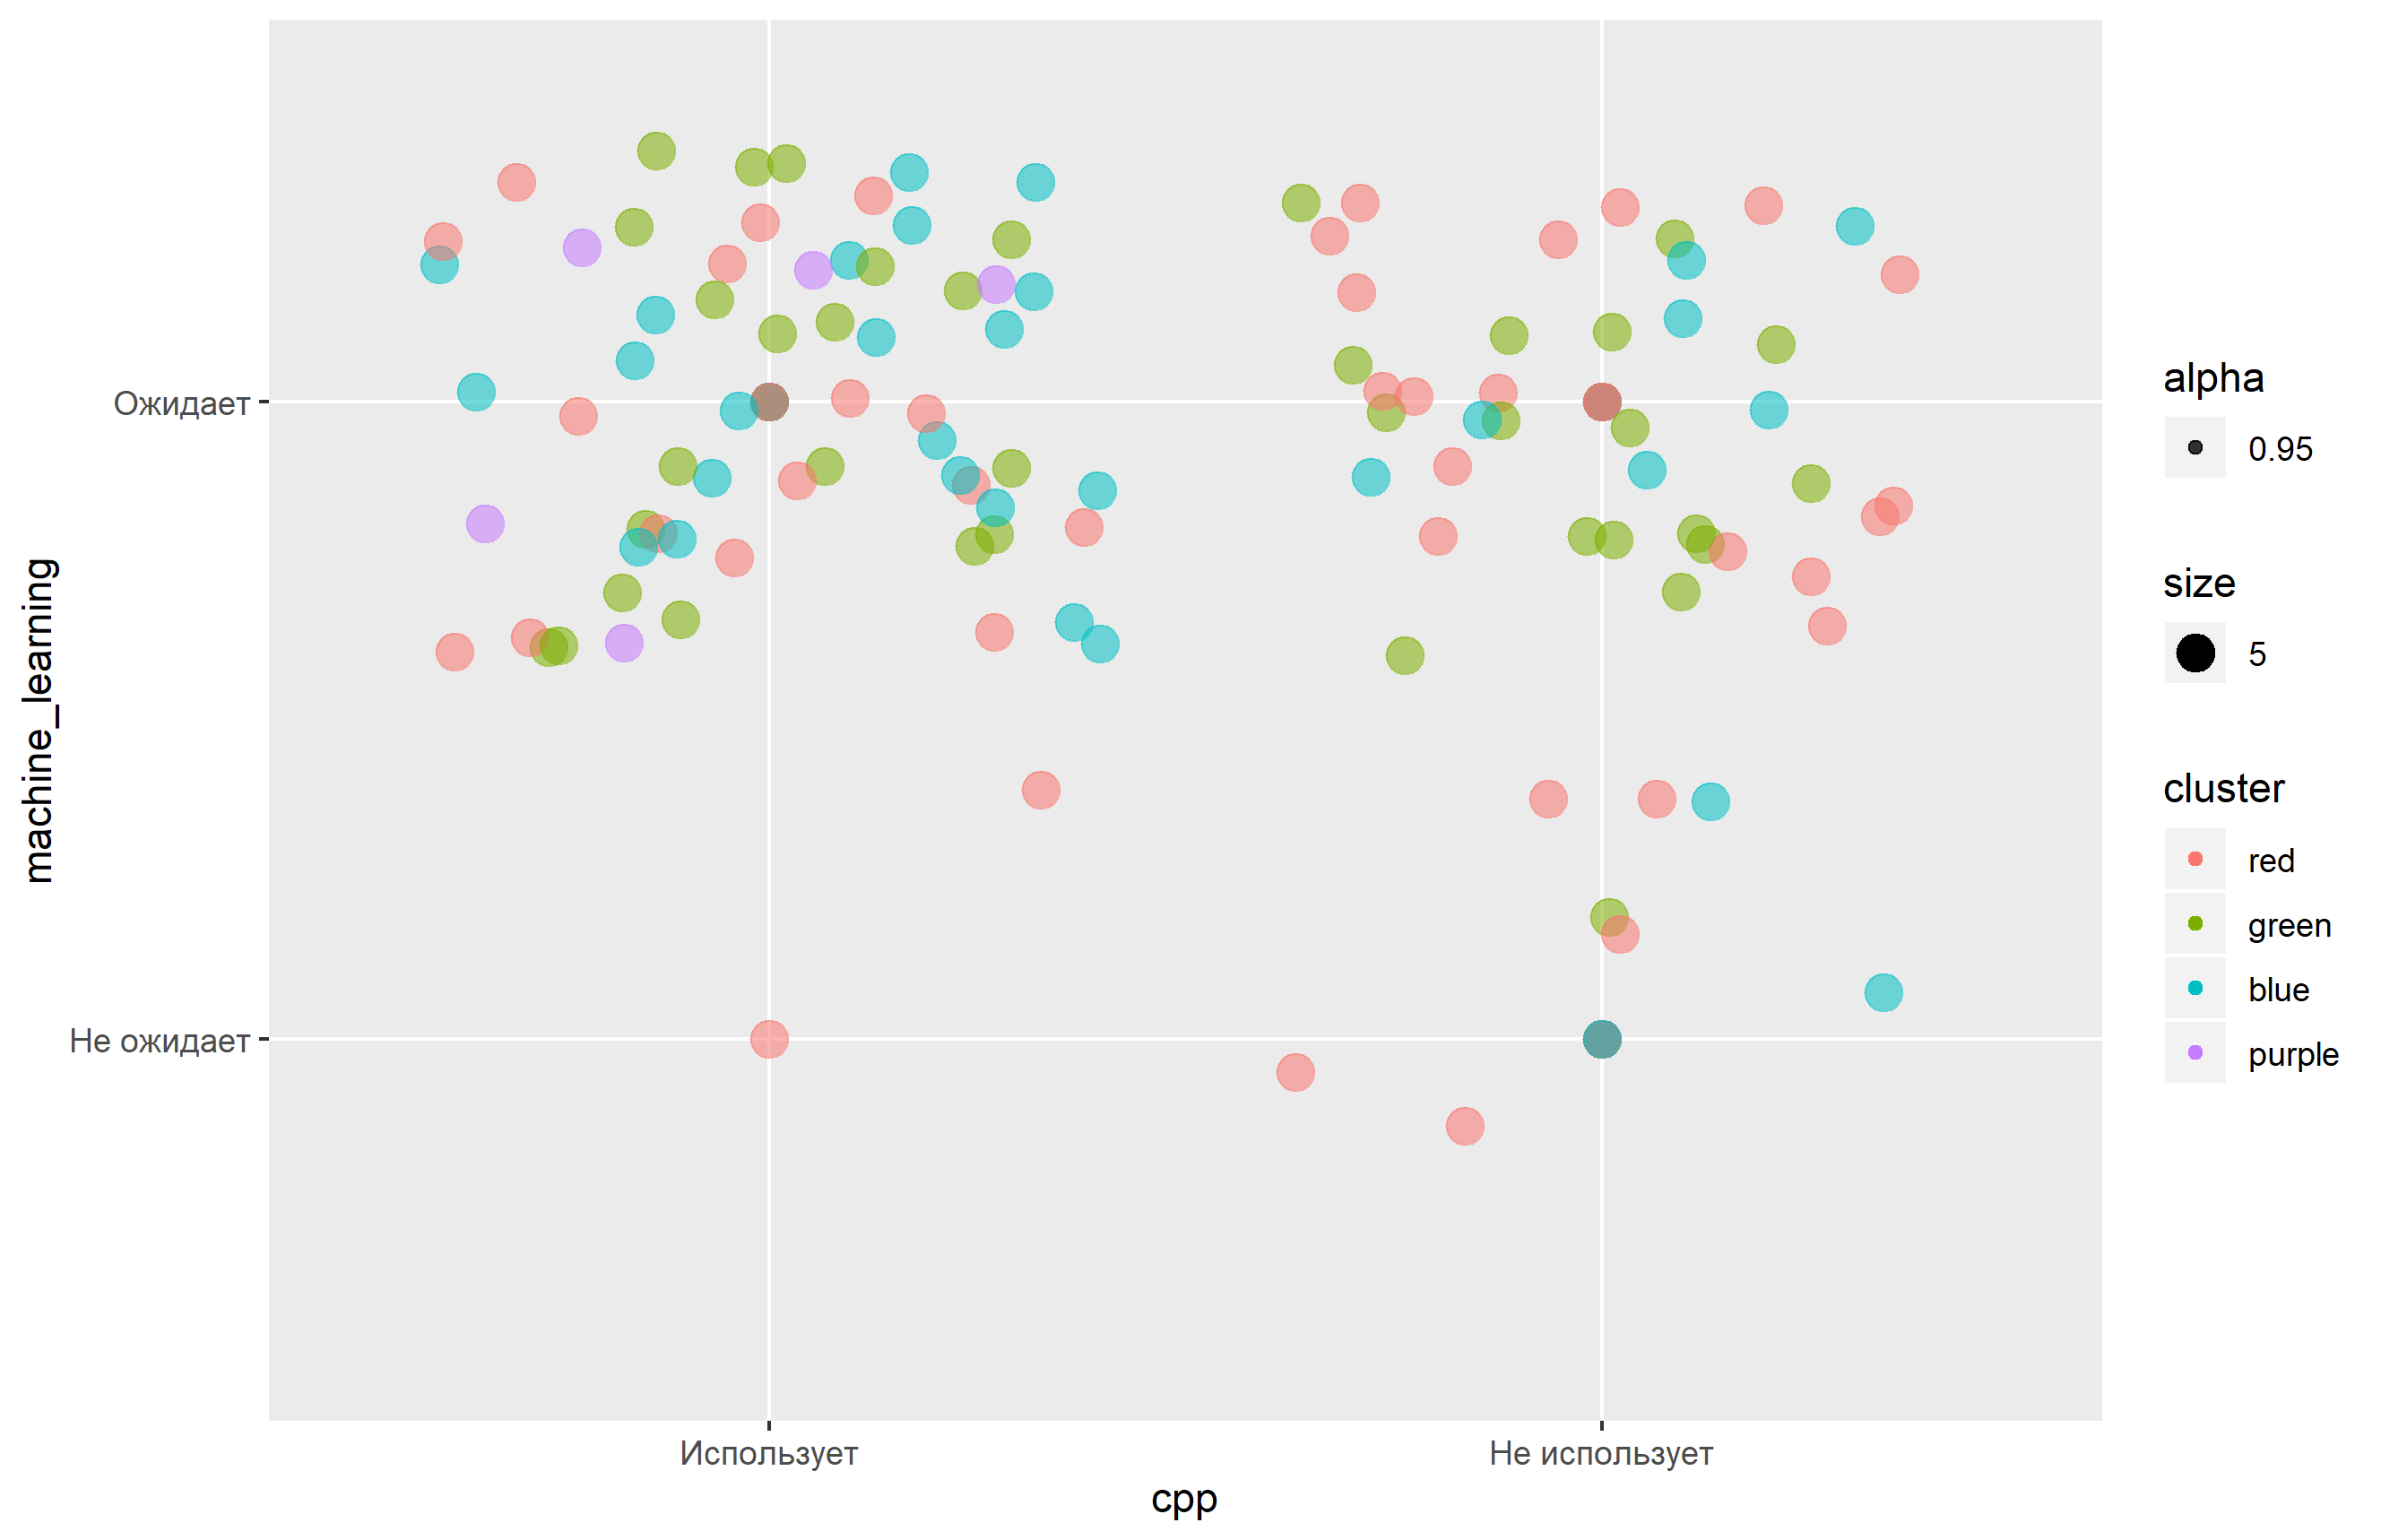 machine_learning
Ожидает
Не ожидает
Использует
Не использует
cpp
alpha
0.95
size
5
cluster
red
green
blue
purple